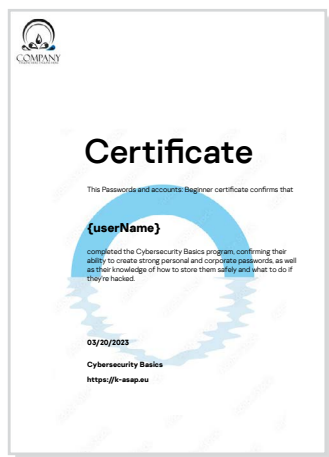 COMPANY
Certificate
This Passwords and accounts: Beginner certificate confirms that
{userName}
completed the Cybersecurity Basics program, confirming their
ability to create strong personal and corporate passwords, as well
as their knowledge of how to store them safely and what to do if
they're hacked.
03/20/2023
Cybersecurity Basics
https://k-asap.eu